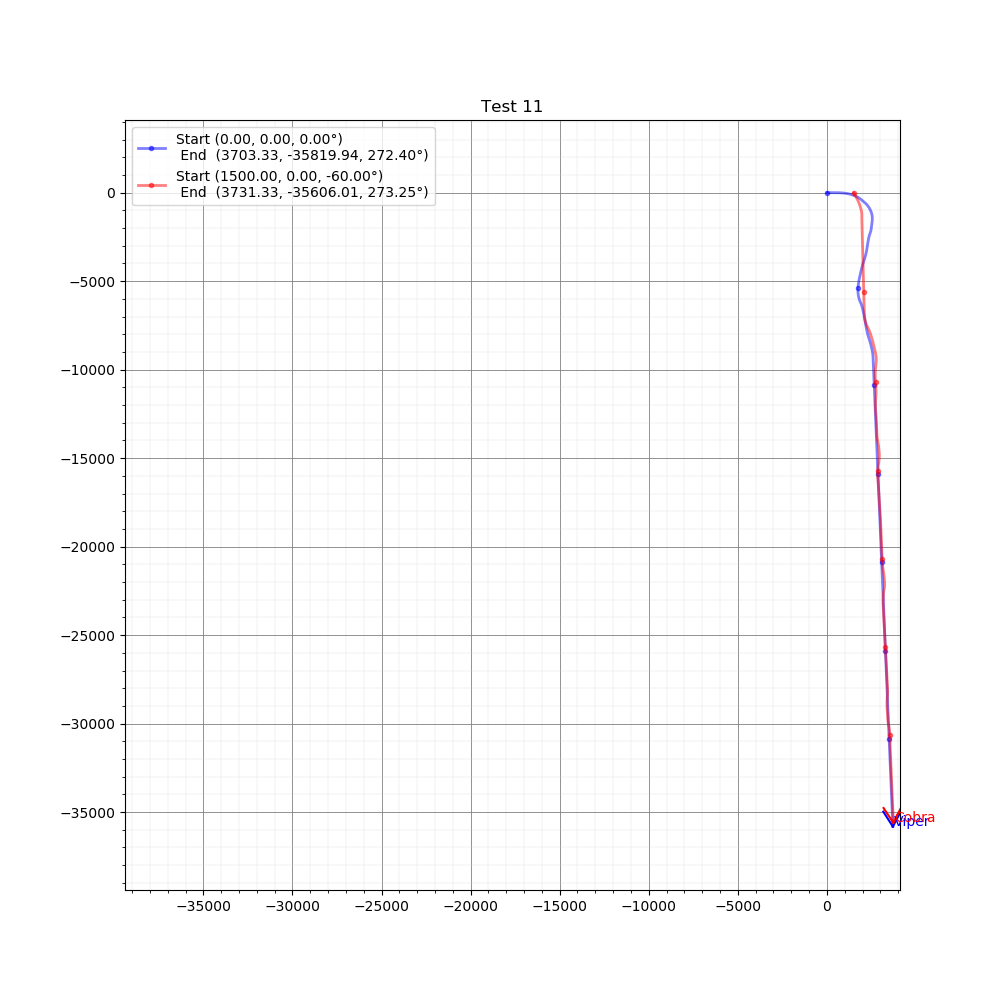 Test 11
Start (0.00, 0.00, 0.00°)
End (3703.33, -35819.94, 272.40°)
Start (1500.00, 0.00, -60.00°)
End (3731.33, -35606.01, 273.25°)
0
−5000
−10000
−15000
−20000
−25000
−30000
−35000
Cobra
Viper
−35000 −30000 −25000 −20000 −15000 −10000 −5000 0